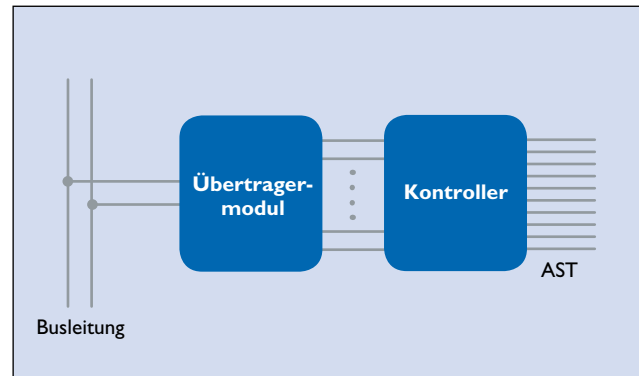 Übertrager-
modul
Kontroller
AST
Busleitung